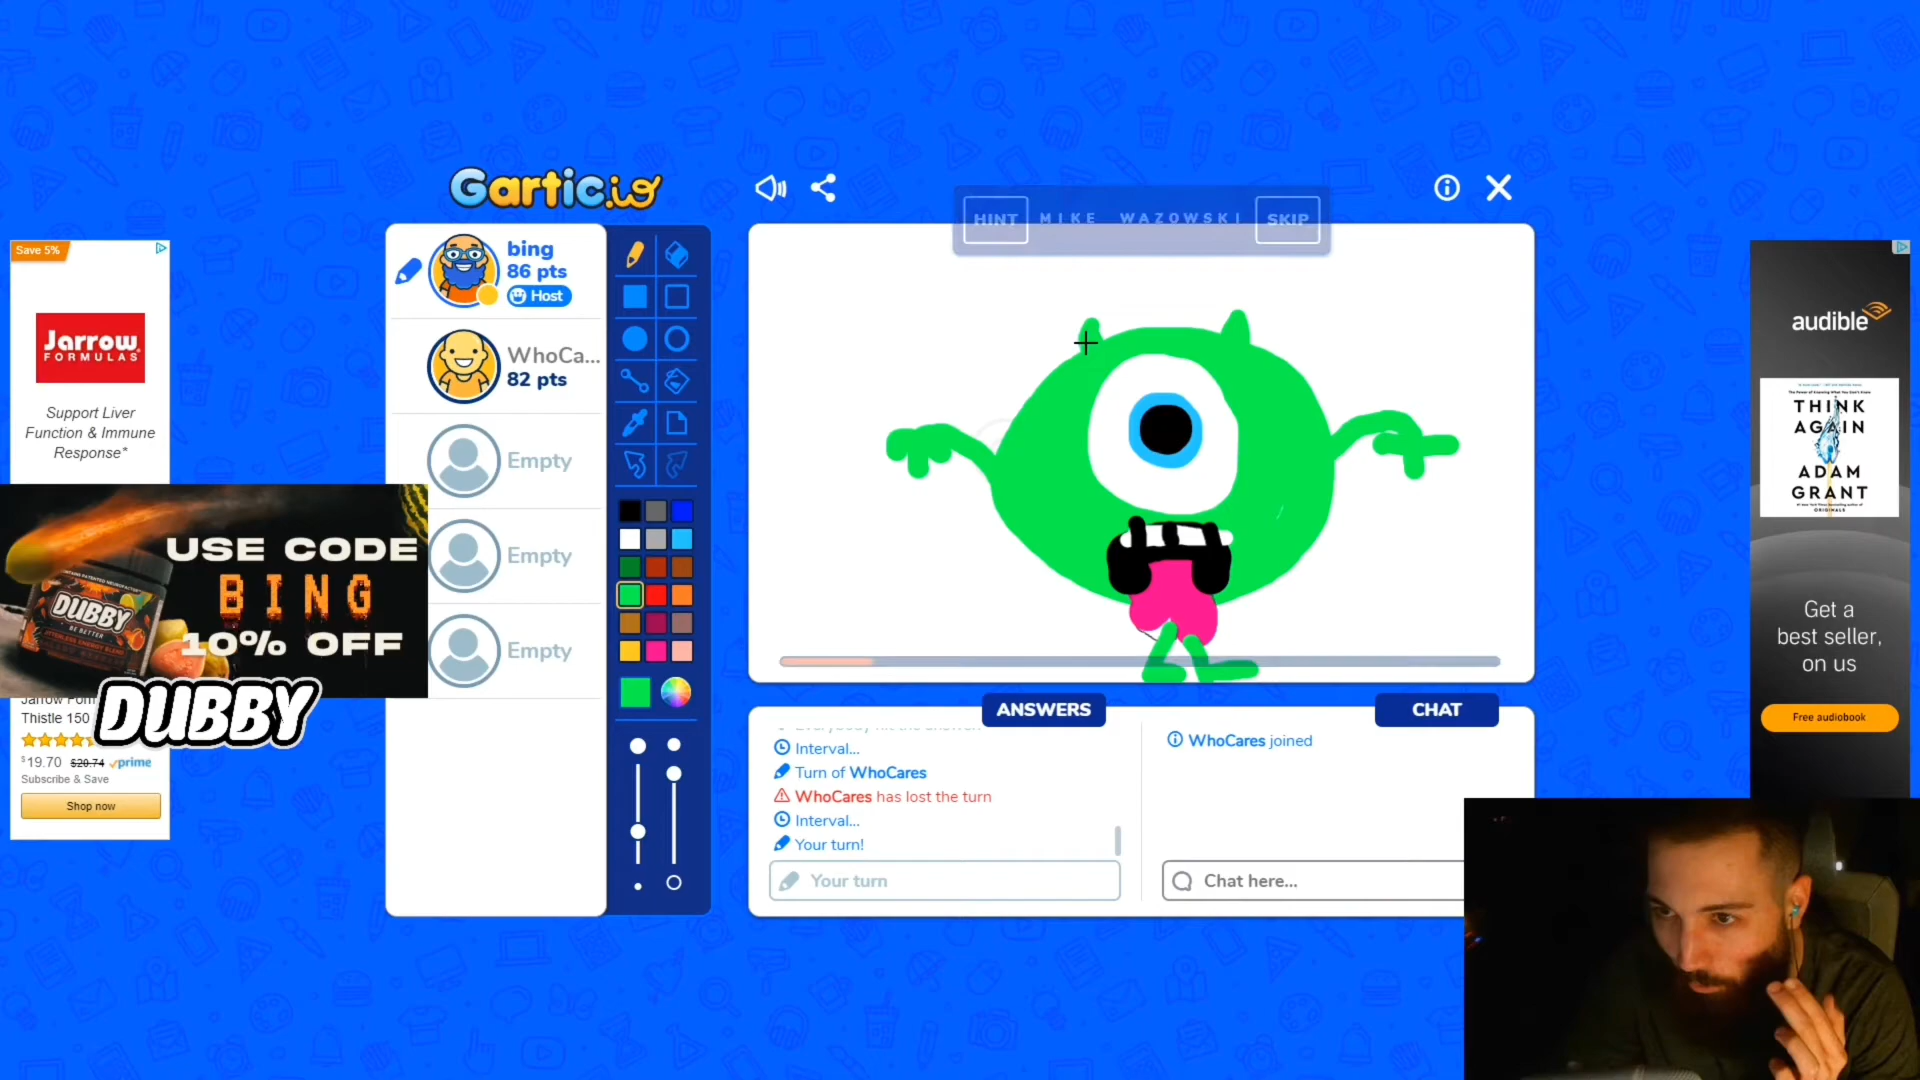 Gartic.io
HINT
MIKE WAZOWSKI
SKIP
bing
86 pts
Host
WhoCa...
82 pts
Empty
Empty
Empty
Save 5%
Jarrow
FORMULAS
Support Liver
Function & Immune
Response*
USE CODE
BING
10% OFF
DUBBY
BE BETTER
DUBBY
Thistle 150
$19.70 $20.74 prime
Subscribe & Save
Shop now
ANSWERS
Interval...
Turn of WhoCares
WhoCares has lost the turn
Interval...
Your turn!
Your turn
CHAT
WhoCares joined
Chat here...
audible
THINK
AGAIN
ADAM
GRANT
Get a
best seller,
on us
Free audiobook